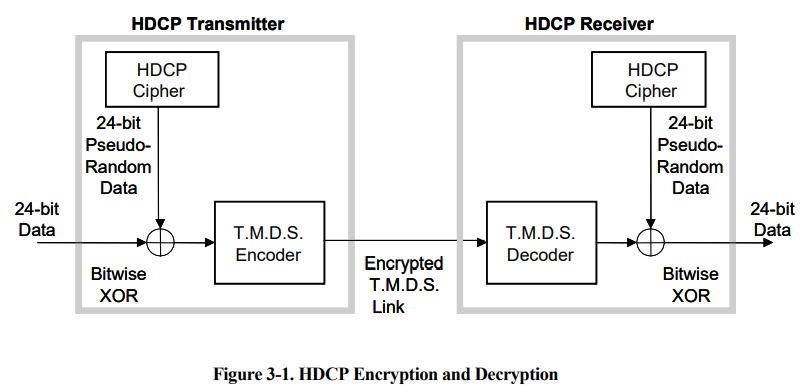 HDCP Transmitter
HDCP Receiver
HDCP
Cipher
HDCP
Cipher
24-bit
Pseudo-
Random
Data
24-bit
Pseudo-
Random
Data
24-bit
Data
T.M.D.S.
Encoder
T.M.D.S.
Decoder
24-bit
Data
Bitwise
XOR
Encrypted
T.M.D.S.
Link
Bitwise
XOR
Figure 3-1. HDCP Encryption and Decryption